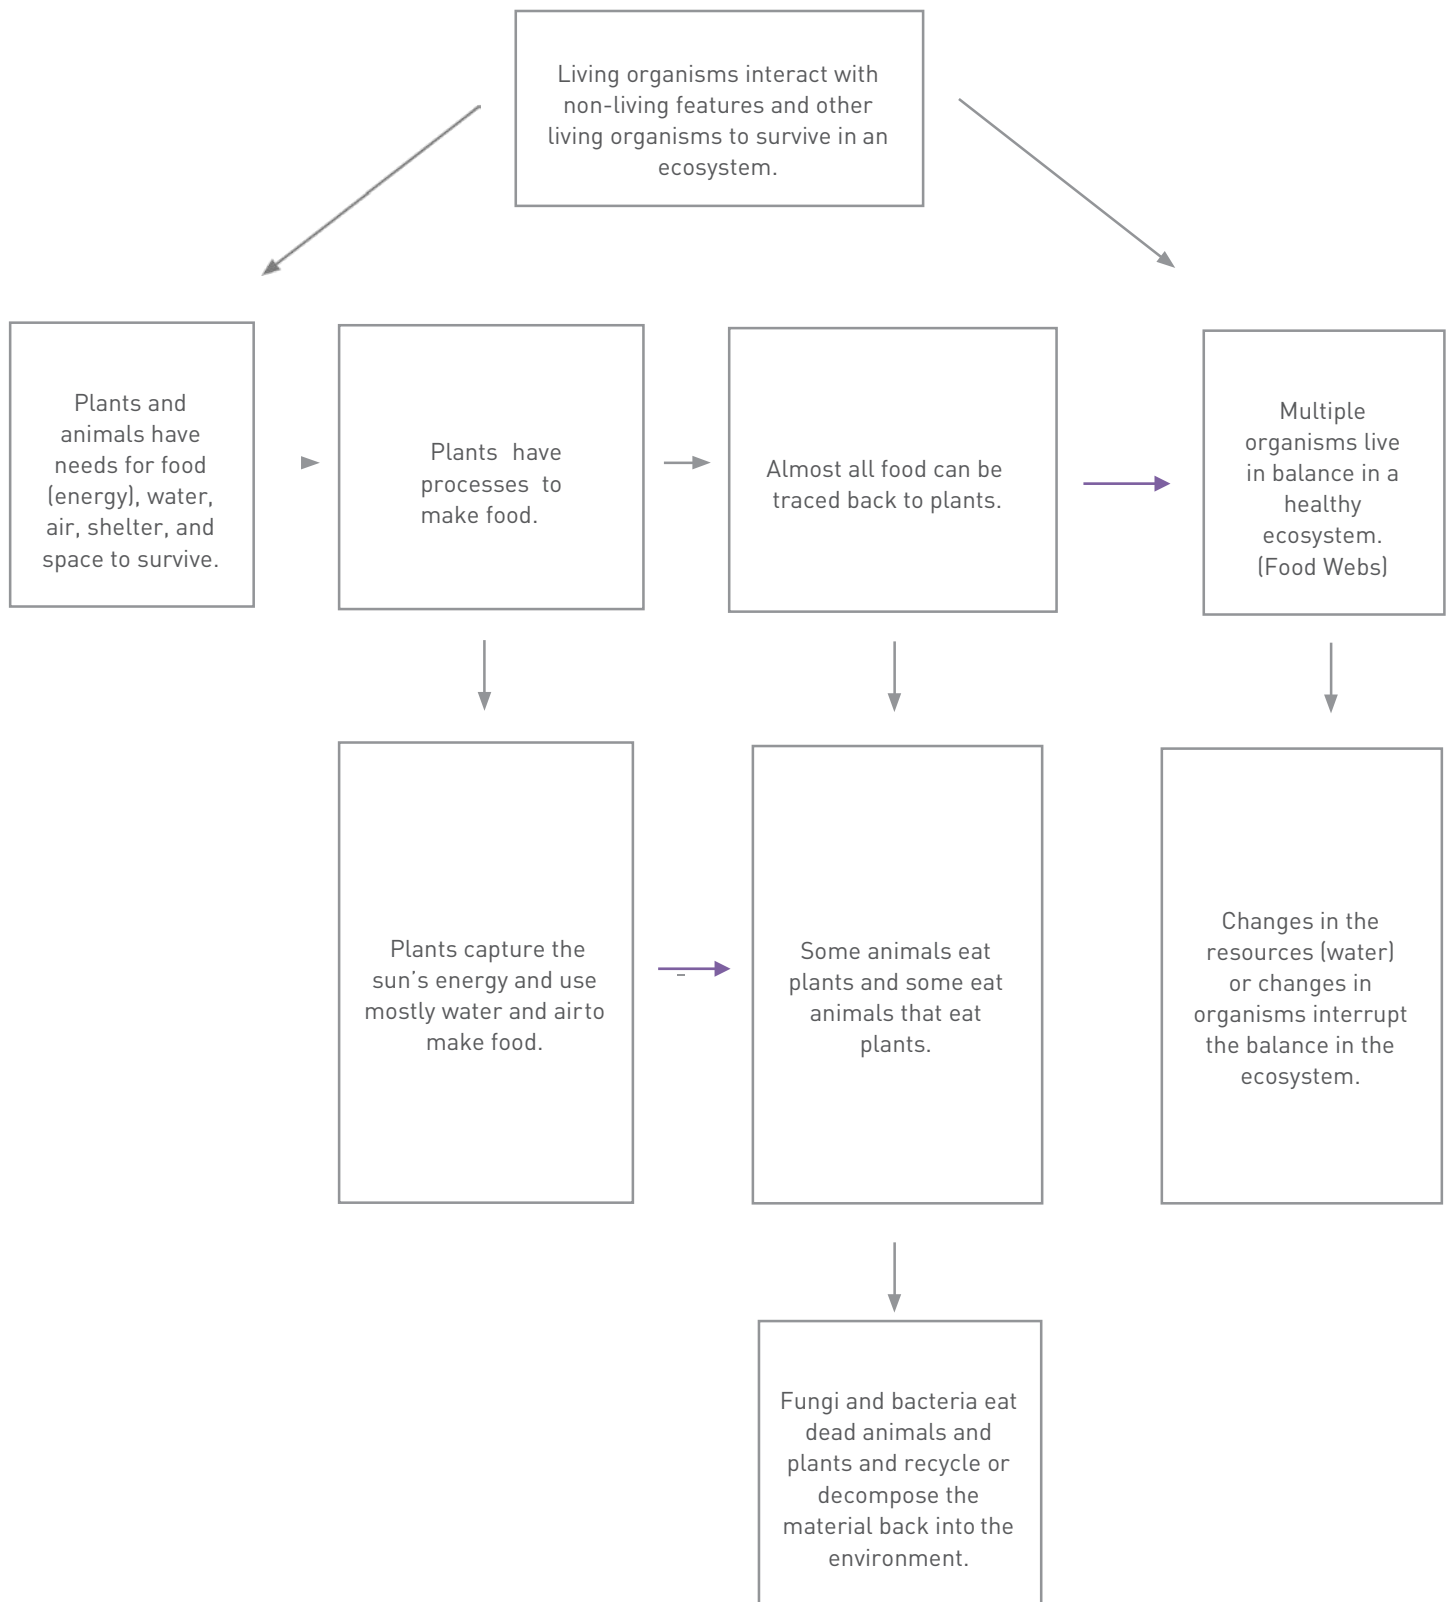 Living organisms interact with
non-living features and other
living organisms to survive in an
ecosystem.
Plants and
animals have
needs for food
(energy), water,
air, shelter, and
space to survive.
Plants have
processes to
make food.
Almost all food can be
traced back to plants.
Multiple
organisms live
in balance in a
healthy
ecosystem.
(Food Webs)
Plants capture the
sun's energy and use
mostly water and airto
make food.
Some animals eat
plants and some eat
animals that eat
plants.
Changes in the
resources (water)
or changes in
organisms interrupt
the balance in the
ecosystem.
Fungi and bacteria eat
dead animals and
plants and recycle or
decompose the
material back into the
environment.